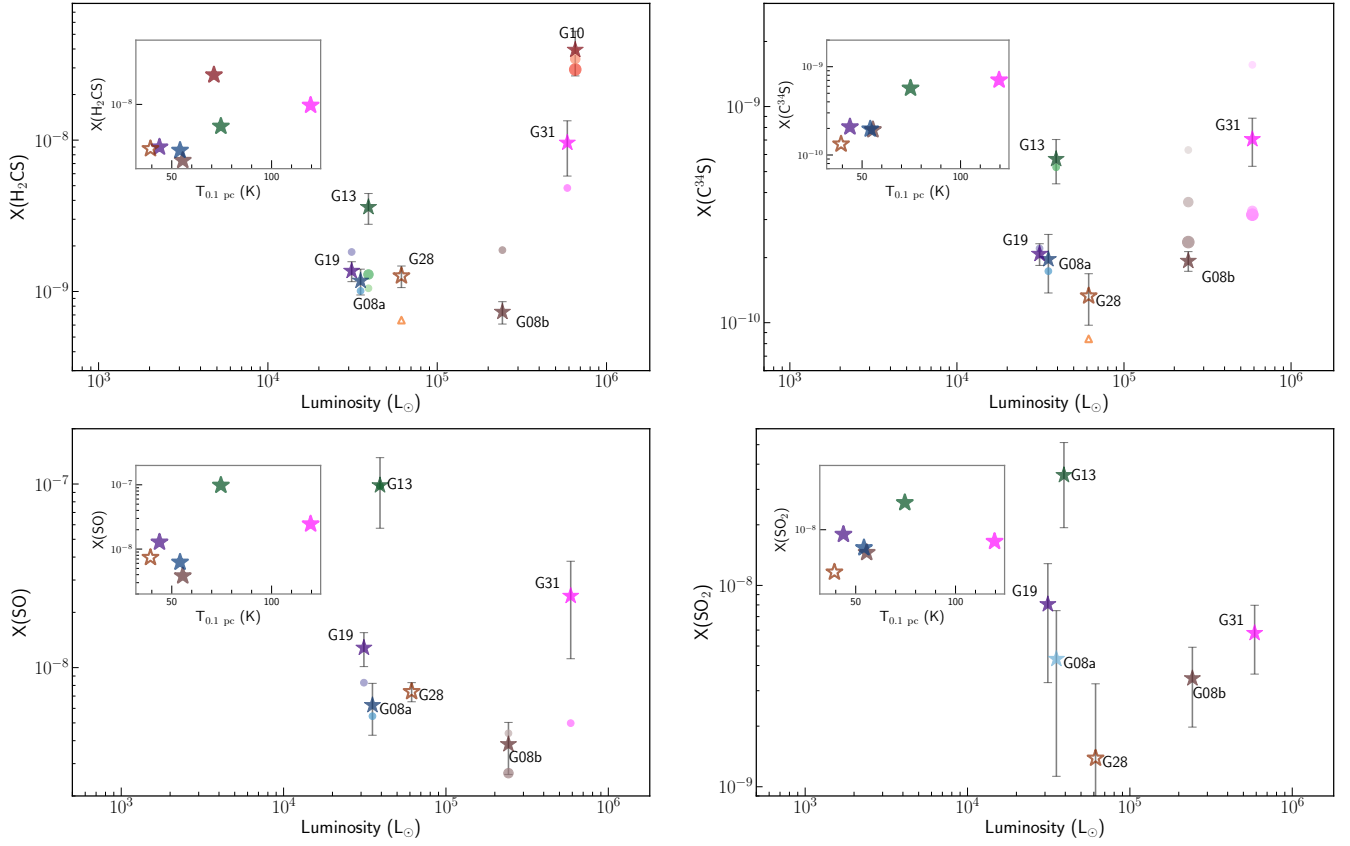 G10
G31
G13
G19
G28
G08a
G08b
X(H₂CS)
10⁻⁸
10⁻⁹
10³ 10⁴ 10⁵ 10⁶
Luminosity (L☉)
X(H₂CS)
10⁻⁸
50 100
T₀.₁ ₚc (K)
G31
G13
G19
G08a
G08b
G28
X(C³⁴S)
10⁻⁹
10⁻¹⁰
10³ 10⁴ 10⁵ 10⁶
Luminosity (L☉)
X(C³⁴S)
10⁻⁹
10⁻¹⁰
50 100
T₀.₁ ₚc (K)
G13
G31
G19
G28
G08a
G08b
X(SO)
10⁻⁷
10⁻⁸
10³ 10⁴ 10⁵ 10⁶
Luminosity (L☉)
X(SO)
10⁻⁷
10⁻⁸
50 100
T₀.₁ ₚc (K)
G13
G19
G31
G08a
G08b
G28
X(SO₂)
10⁻⁸
10⁻⁹
10³ 10⁴ 10⁵ 10⁶
Luminosity (L☉)
X(SO₂)
10⁻⁸
50 100
T₀.₁ ₚc (K)